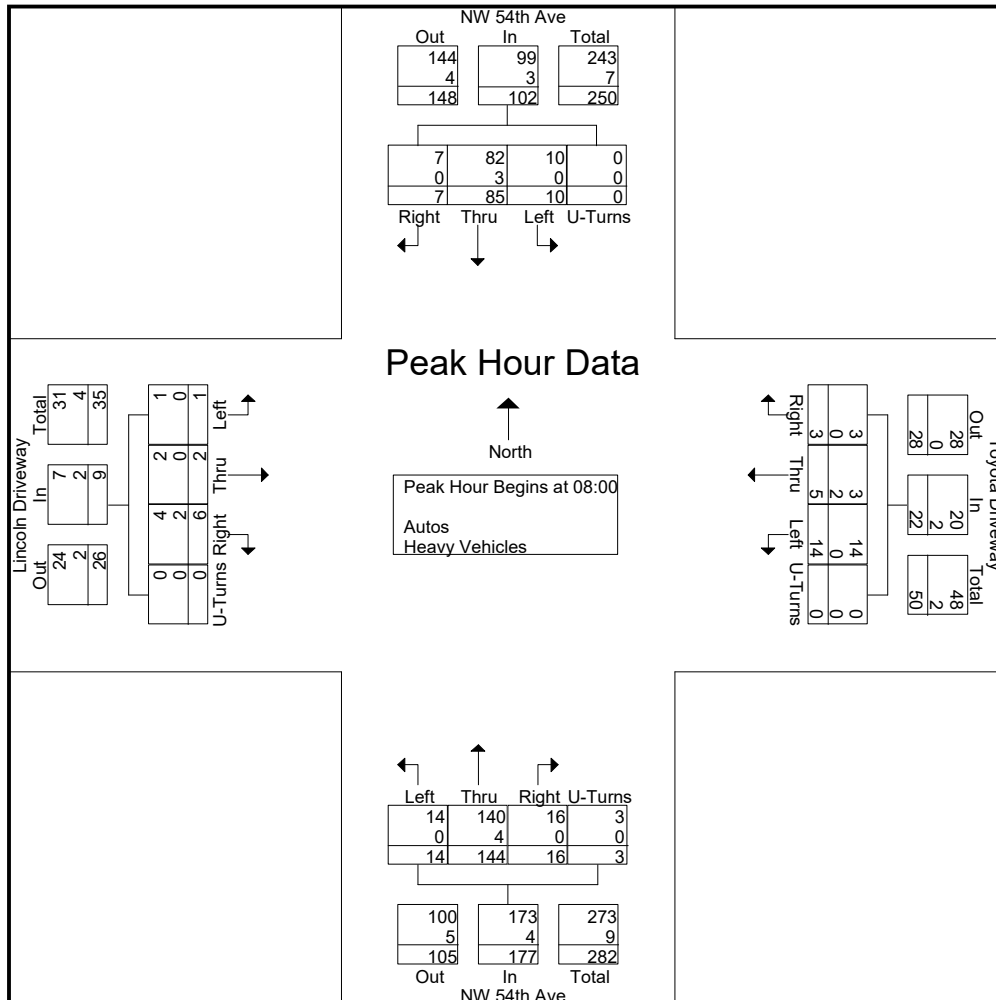 NW 54th Ave
Out In Total
144 99 243
4 3 7
148 102 250
7 82 10 0
0 3 0 0
7 85 10 0
Right Thru Left U-Turns
Peak Hour Data
North
Peak Hour Begins at 08:00
Autos
Heavy Vehicles
Lincoln Driveway
Out In Total
24 7 31
2 2 4
26 9 35
0 4 2 1
0 2 0 0
0 6 2 1
U-Turns Right Thru Left
Toyota Driveway
Out In Total
28 20 48
0 2 2
28 22 50
3 3 14 0
0 2 0 0
3 5 14 0
Right Thru Left U-Turns
Left Thru Right U-Turns
14 140 16 3
0 4 0 0
14 144 16 3
100 173 273
5 4 9
105 177 282
Out In Total
NW 54th Ave